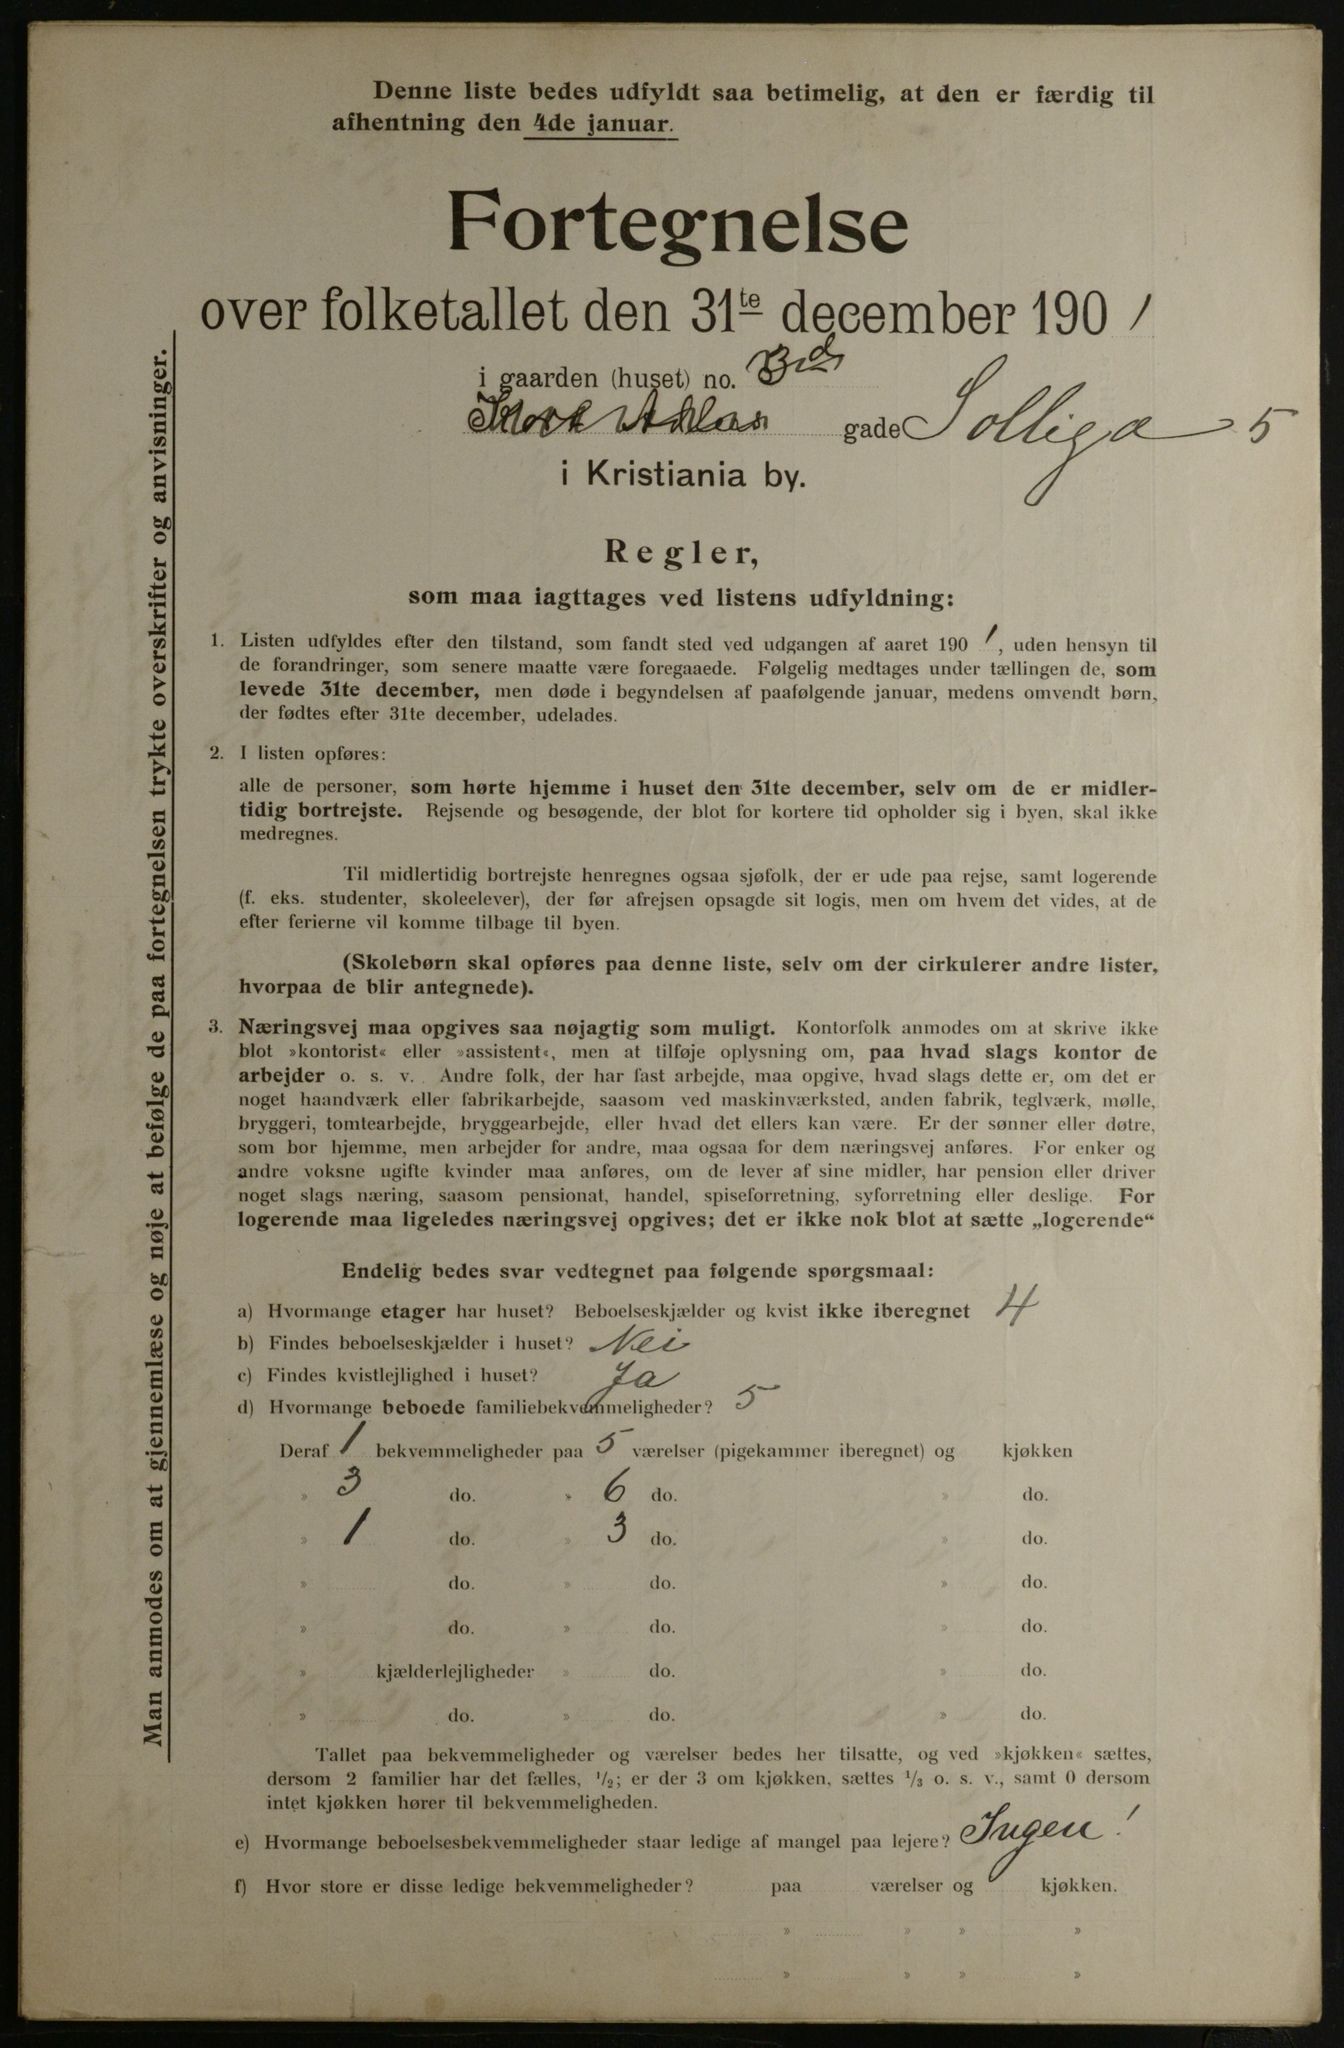 Denne liste bedes udfyldt saa betimelig, at den er færdig til
afhentning den 4de januar.
Fortegnelse
over folketallet den 31te december 1901
i gaarden (huset) no.
gade Solliga 5
i Kristiania by.
Regler,
som maa iagttages ved listens udfyldning:
1. Listen udfyldes efter den tilstand, som fandt sted ved udgangen af aaret 190 1, uden hensyn til
de forandringer, som senere maatte være foregaaede. Følgelig medtages under tællingen de, som
levede 31te december, men døde i begyndelsen af paafølgende januar, medens omvendt børn,
der fødtes efter 31te december, udelades.
2. I listen opføres:
alle de personer, som hørte hjemme i huset den 31te december, selv om de er midler-
tidig bortrejste. Rejsende og besøgende, der blot for kortere tid opholder sig i byen, skal ikke
medregnes.
Til midlertidig bortrejste henregnes ogsaa sjøfolk, der er ude paa rejse, samt logerende
(f. eks. studenter, skoleelever), der før afrejsen opsagde sit logis, men om hvem det vides, at de
efter ferierne vil komme tilbage til byen.
(Skolebørn skal opføres paa denne liste, selv om der cirkulerer andre lister,
hvorpaa de blir antegnede).
3. Næringsvej maa opgives saa nøjagtig som muligt. Kontorfolk anmodes om at skrive ikke
blot »kontorist« eller »assistent«, men at tilføje oplysning om, paa hvad slags kontor de
arbejder o. s. v. Andre folk, der har fast arbejde, maa opgive, hvad slags dette er, om det er
noget haandværk eller fabrikarbejde, saasom ved maskinværksted, anden fabrik, teglværk, mølle,
bryggeri, tomtearbejde, bryggearbejde, eller hvad det ellers kan være. Er der sønner eller døtre,
som bor hjemme, men arbejder for andre, maa ogsaa for dem næringsvej anføres. For enker og
andre voksne ugifte kvinder maa anføres, om de lever af sine midler, har pension eller driver
noget slags næring, saasom pensionat, handel, spiseforretning, syforretning eller deslige. For
logerende maa ligeledes næringsvej opgives; det er ikke nok blot at sætte „logerende“
Endelig bedes svar vedtegnet paa følgende spørgsmaal:
a) Hvormange etager har huset? Beboelseskjælder og kvist ikke iberegnet 4
b) Findes beboelseskjælder i huset? Nei
c) Findes kvistlejlighed i huset? Ja
d) Hvormange beboede familiebekvemmeligheder? 5
Deraf 1 bekvemmeligheder paa 5 værelser (pigekammer iberegnet) og kjøkken
» 3 do. » 6 do. » do.
» 1 do. » 3 do. » do.
» do. » do. » do.
» do. » do. » do.
» kjælderlejligheder » do. » do.
» do. » do. » do.
Tallet paa bekvemmeligheder og værelser bedes her tilsatte, og ved »kjøkken« sættes,
dersom 2 familier har det fælles, 1/2; er der 3 om kjøkken, sættes 1/3 o. s. v., samt 0 dersom
intet kjøkken hører til bekvemmeligheden.
e) Hvormange beboelsesbekvemmeligheder staar ledige af mangel paa lejere? Ingen!
f) Hvor store er disse ledige bekvemmeligheder? paa værelser og kjøkken.
» » » »
» » » »
Man anmodes om at gjennemlæse og nøje at befølge de paa fortegnelsen trykte overskrifter og anvisninger.